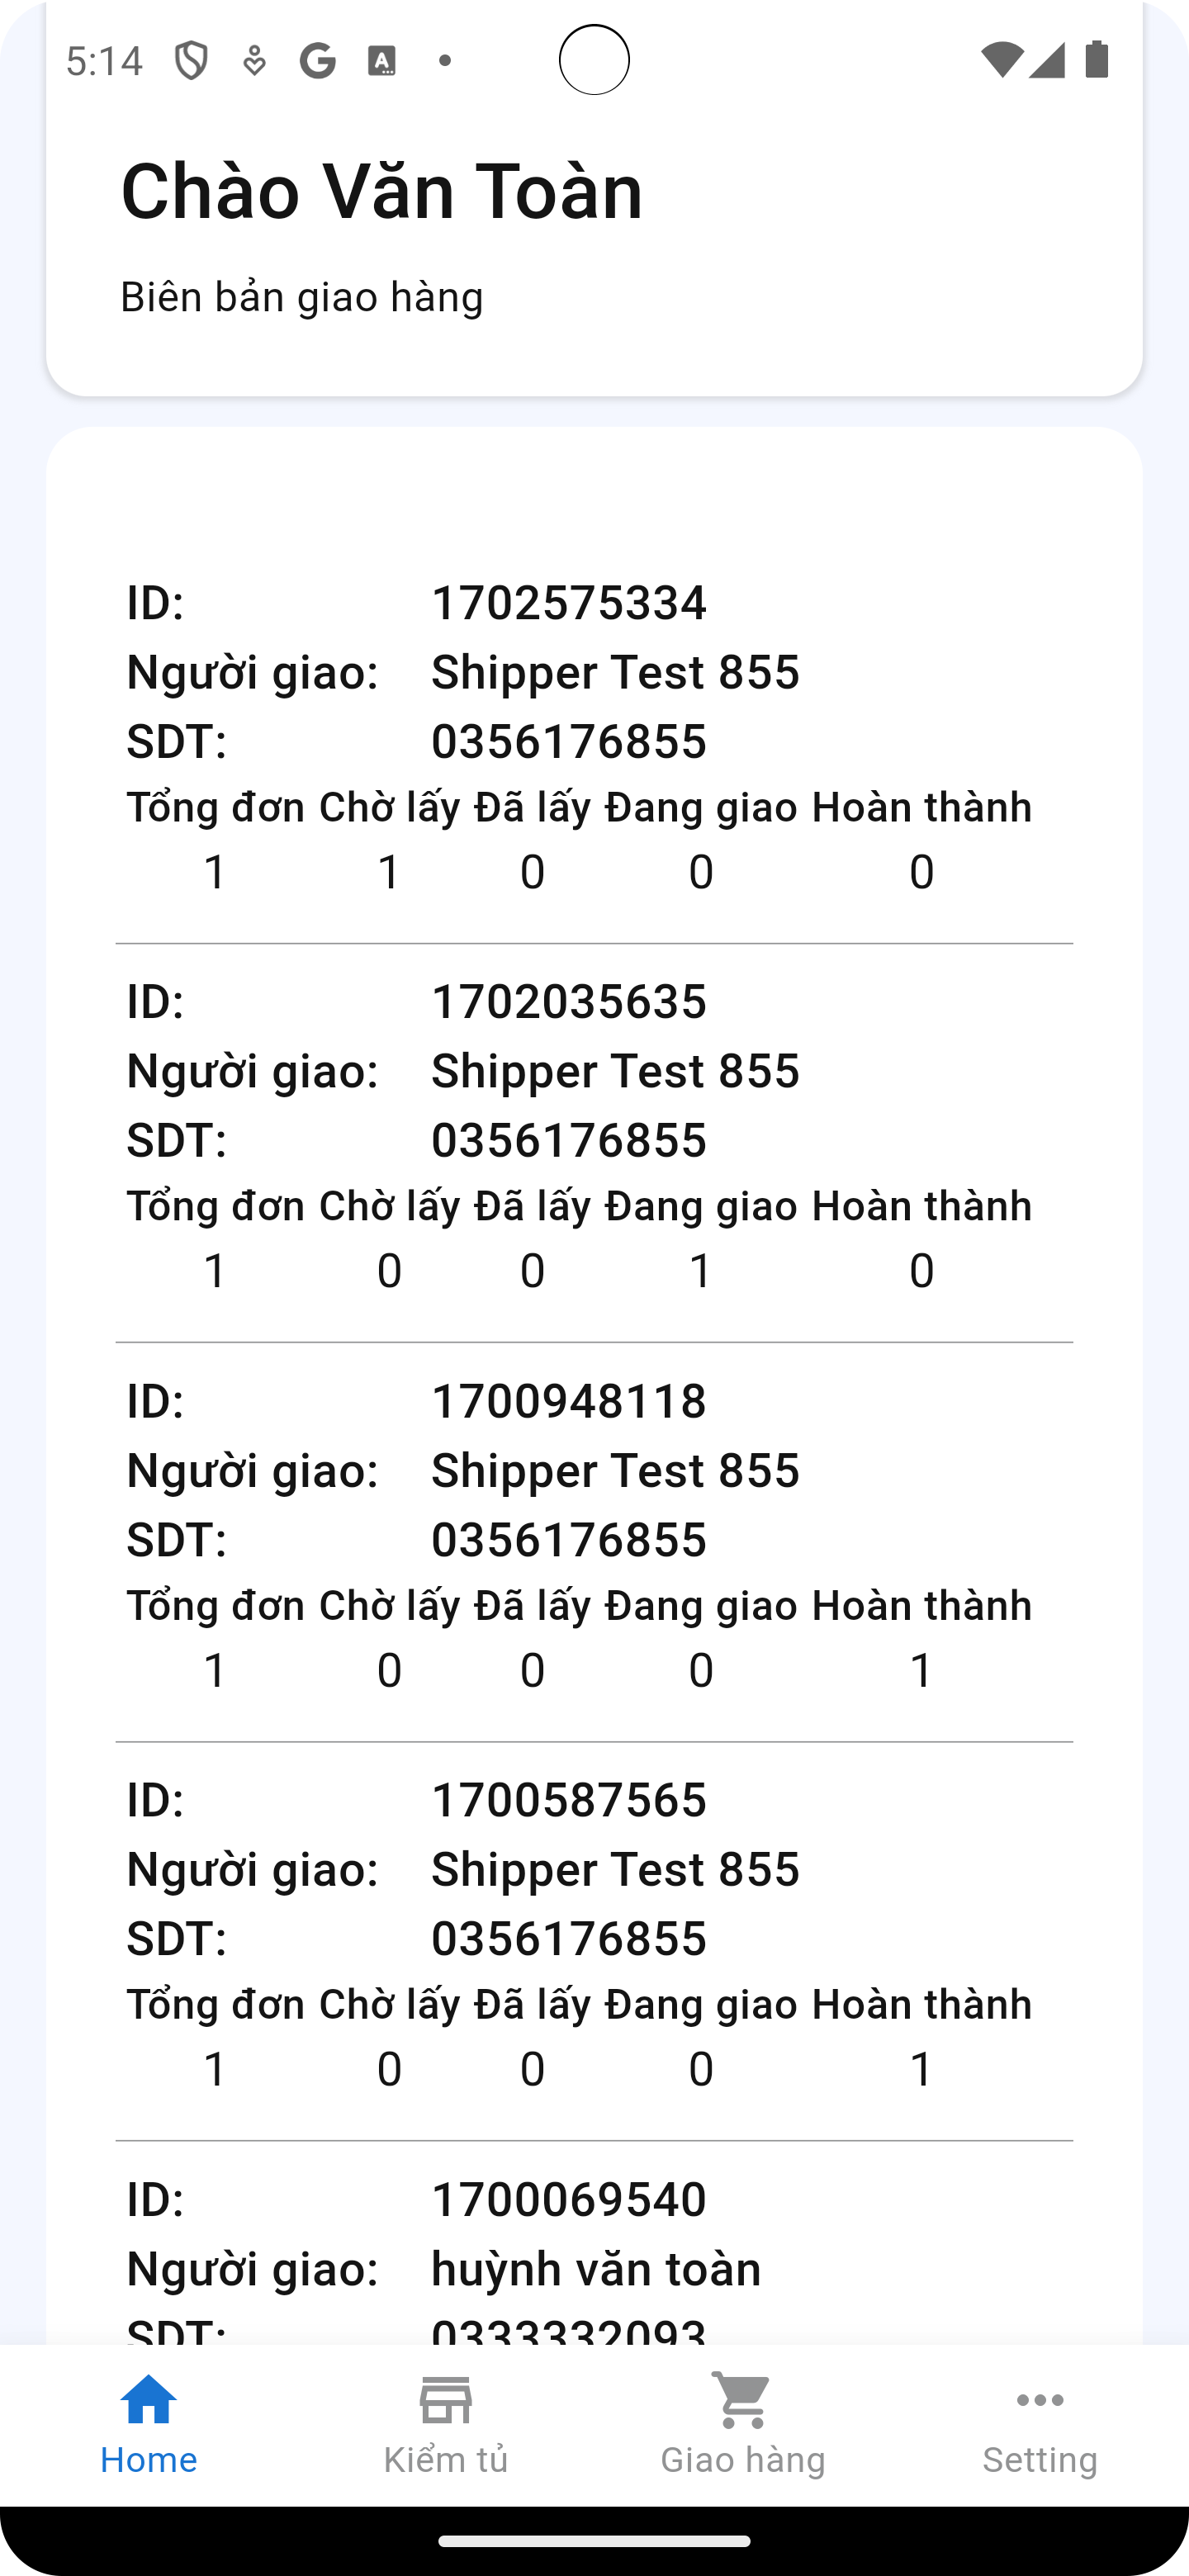 5:14
Chào Văn Toàn
Biên bản giao hàng
ID: 1702575334
Người giao: Shipper Test 855
SDT: 0356176855
Tổng đơn Chờ lấy Đã lấy Đang giao Hoàn thành
1 1 0 0 0
ID: 1702035635
Người giao: Shipper Test 855
SDT: 0356176855
Tổng đơn Chờ lấy Đã lấy Đang giao Hoàn thành
1 0 0 1 0
ID: 1700948118
Người giao: Shipper Test 855
SDT: 0356176855
Tổng đơn Chờ lấy Đã lấy Đang giao Hoàn thành
1 0 0 0 1
ID: 1700587565
Người giao: Shipper Test 855
SDT: 0356176855
Tổng đơn Chờ lấy Đã lấy Đang giao Hoàn thành
1 0 0 0 1
ID: 1700069540
Người giao: huỳnh văn toàn
SDT: 0333332093
Home Kiểm tủ Giao hàng Setting